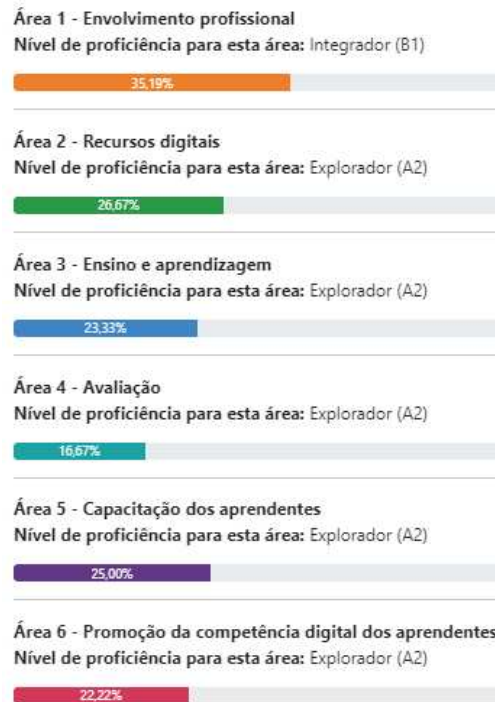 Área 1 - Envolvimento profissional
Nível de proficiência para esta área: Integrador (B1)
35,19%
Área 2 - Recursos digitais
Nível de proficiência para esta área: Explorador (A2)
26,67%
Área 3 - Ensino e aprendizagem
Nível de proficiência para esta área: Explorador (A2)
23,33%
Área 4 - Avaliação
Nível de proficiência para esta área: Explorador (A2)
16,67%
Área 5 - Capacitação dos aprendentes
Nível de proficiência para esta área: Explorador (A2)
25,00%
Área 6 - Promoção da competência digital dos aprendentes
Nível de proficiência para esta área: Explorador (A2)
22,22%